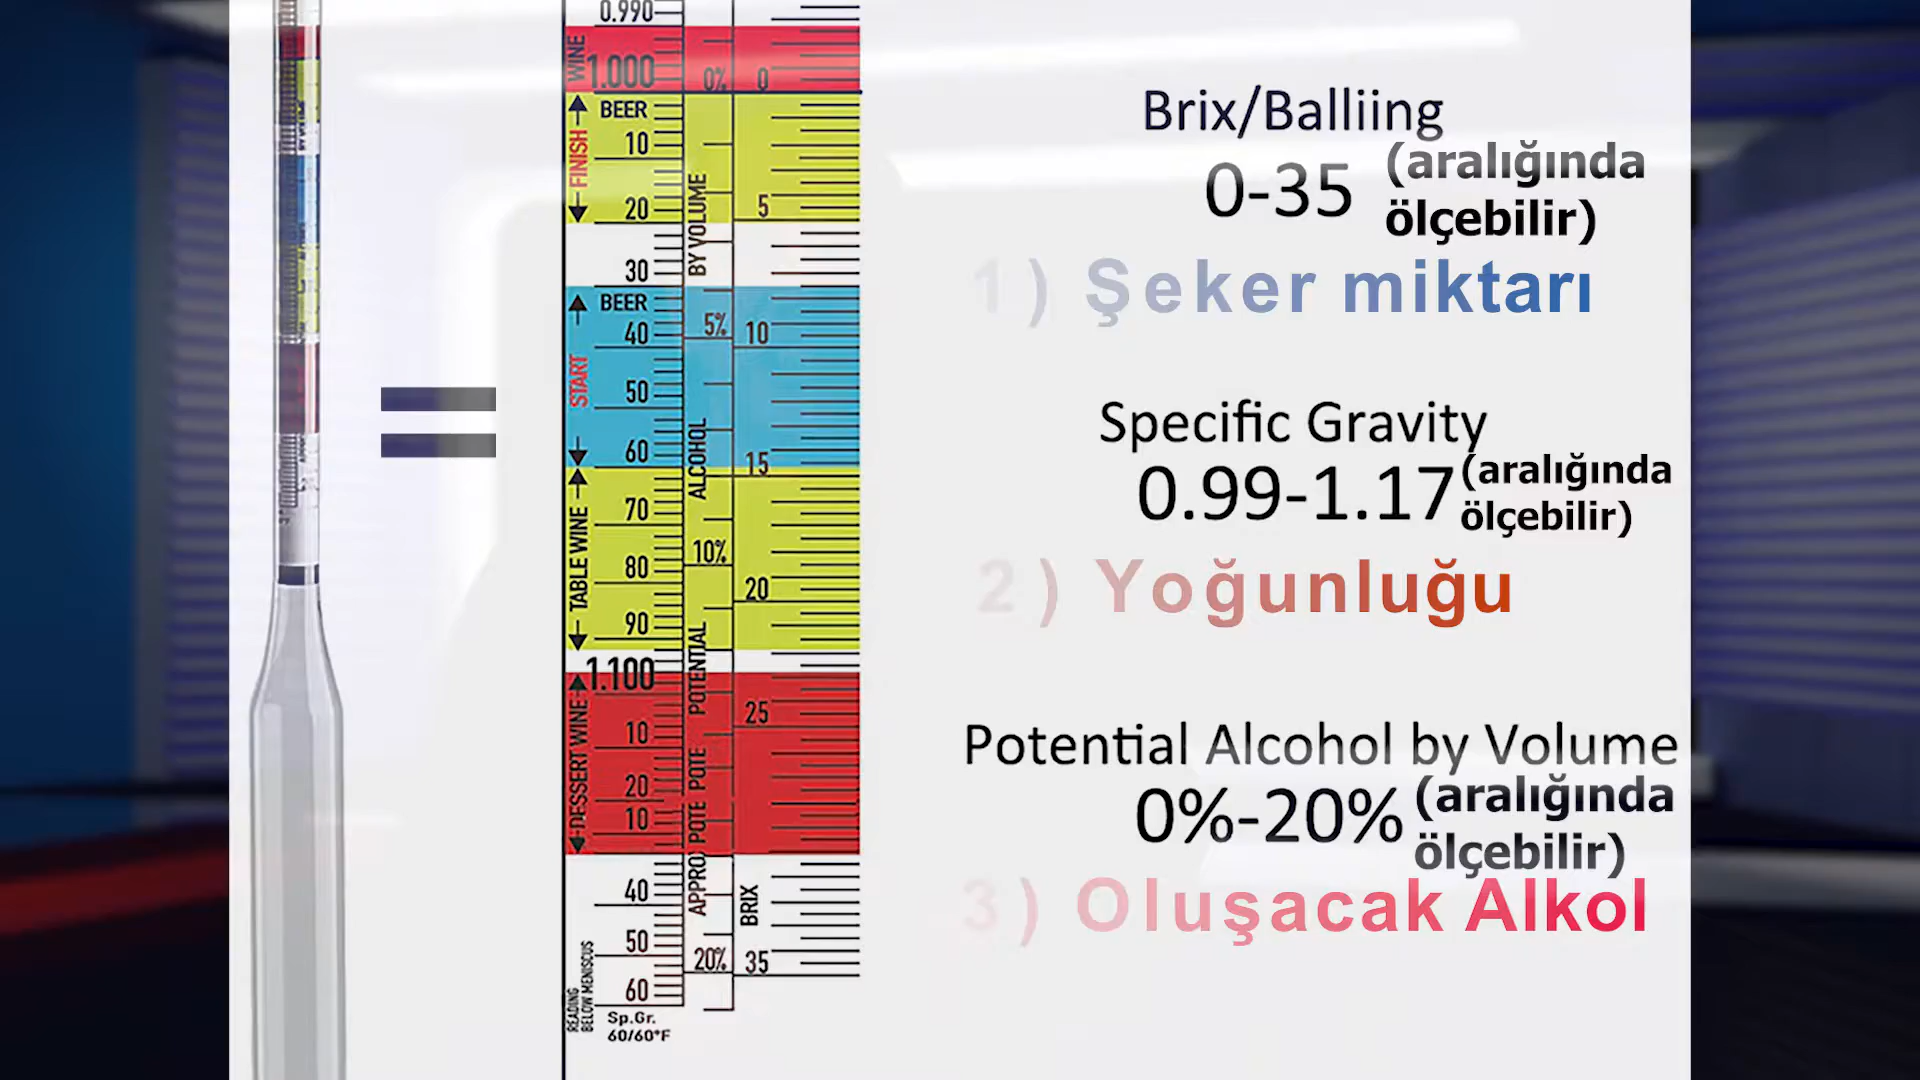 0.990
WINE
1.000
0%
0
BEER
10
FINISH
20
5
BY VOLUME
30
BEER
40
5%
10
START
50
60
ALCOHOL
15
TABLE WINE
70
10%
80
20
90
POTENTIAL
1.100
DESSERT WINE
25
10
POTE
20
POTE
10
APPRO
40
BRIX
50
20%
35
60
READING
BELOW MENISCUS
Sp.Gr.
60/60°F
Brix/Balliing
0-35 (aralığında
ölçebilir)
1) Şeker miktarı
Specific Gravity
0.99-1.17 (aralığında
ölçebilir)
2) Yoğunluğu
Potential Alcohol by Volume
0%-20% (aralığında
ölçebilir)
3) Oluşacak Alkol